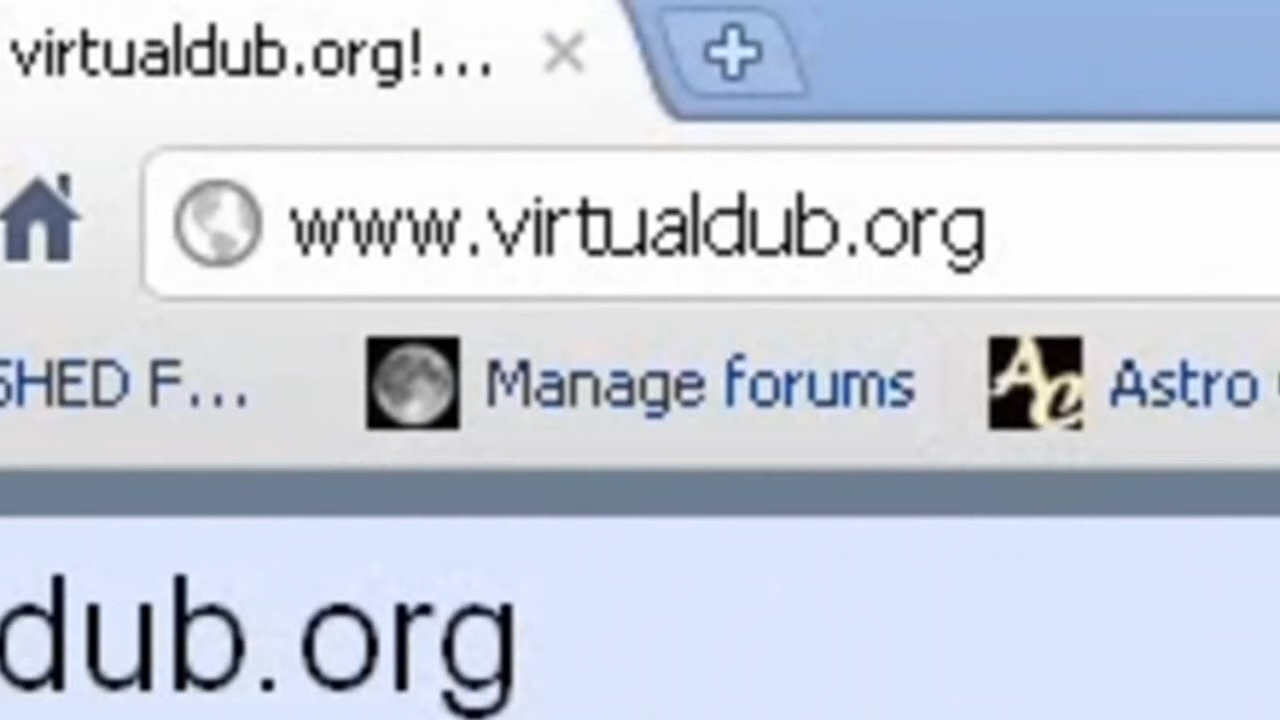 virtualdub.org!...
www.virtualdub.org
SHED F...
Manage forums
Astro
dub.org